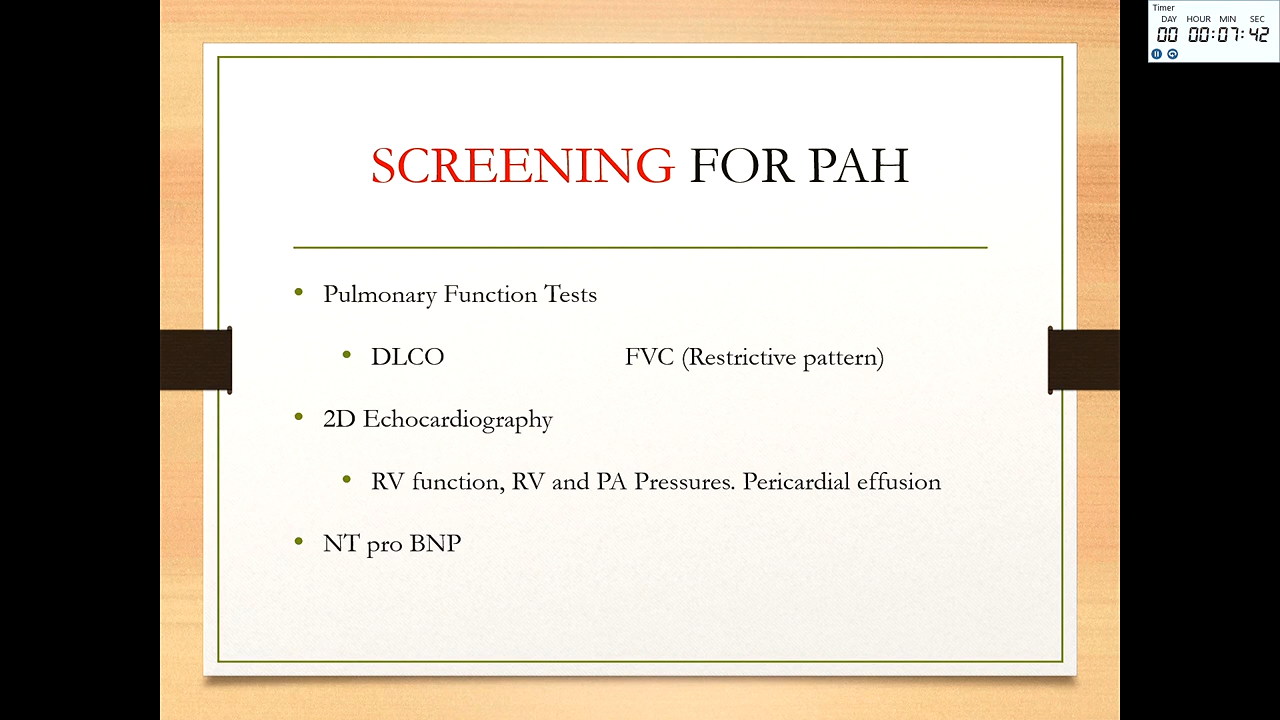 Timer
DAY HOUR MIN SEC
00 00:07:42
SCREENING FOR PAH
• Pulmonary Function Tests
• DLCO FVC (Restrictive pattern)
• 2D Echocardiography
• RV function, RV and PA Pressures. Pericardial effusion
• NT pro BNP